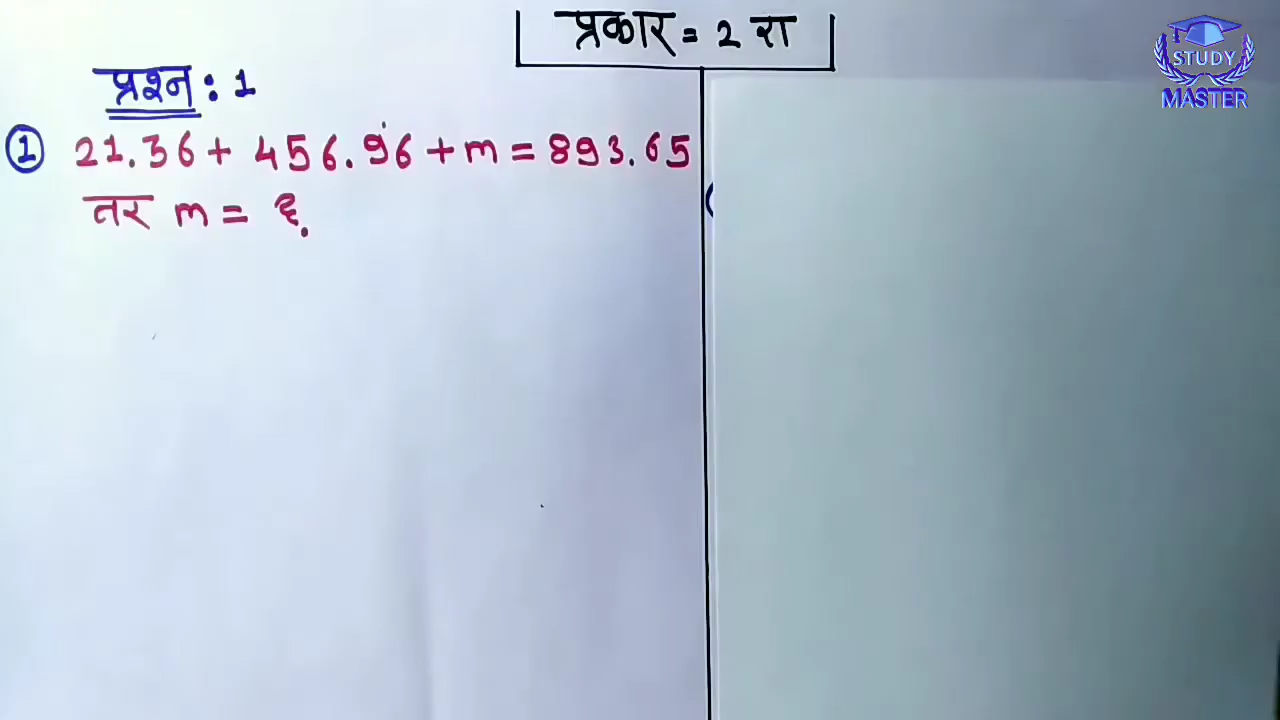 प्रकार = 2 रा
STUDY
MASTER
प्रश्न : 1
① 21.36 + 456.96 + m = 893.65
तर m = ?